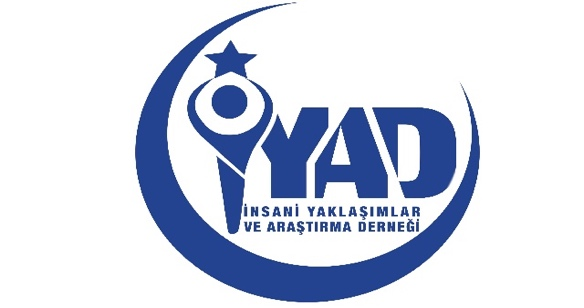 İYAD
İNSANİ YAKLAŞIMLAR
VE ARAŞTIRMA DERNEĞİ